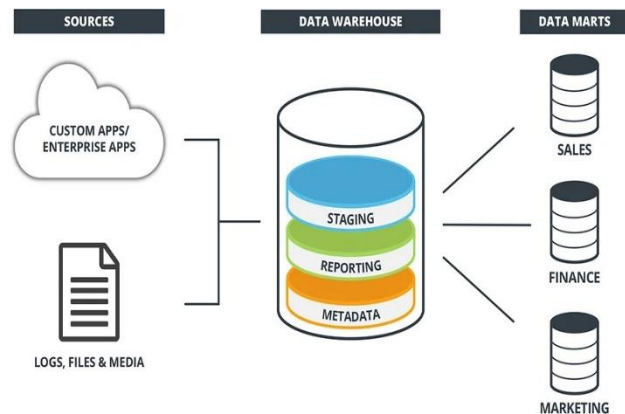 SOURCES
DATA WAREHOUSE
DATA MARTS
CUSTOM APPS/
ENTERPRISE APPS
LOGS, FILES & MEDIA
STAGING
REPORTING
METADATA
SALES
FINANCE
MARKETING